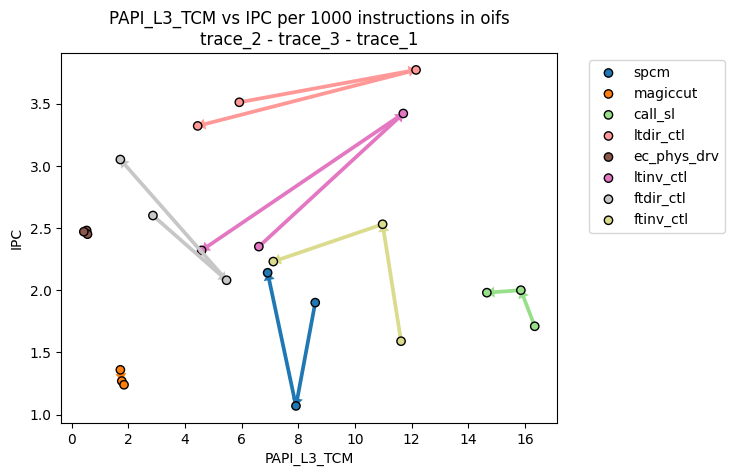 PAPI_L3_TCM vs IPC per 1000 instructions in oifs
trace_2 - trace_3 - trace_1
IPC
3.5
3.0
2.5
2.0
1.5
1.0
0
2
4
6
8
10
12
14
16
PAPI_L3_TCM
spcm
magiccut
call_sl
ltdir_ctl
ec_phys_drv
ltinv_ctl
ftdir_ctl
ftinv_ctl